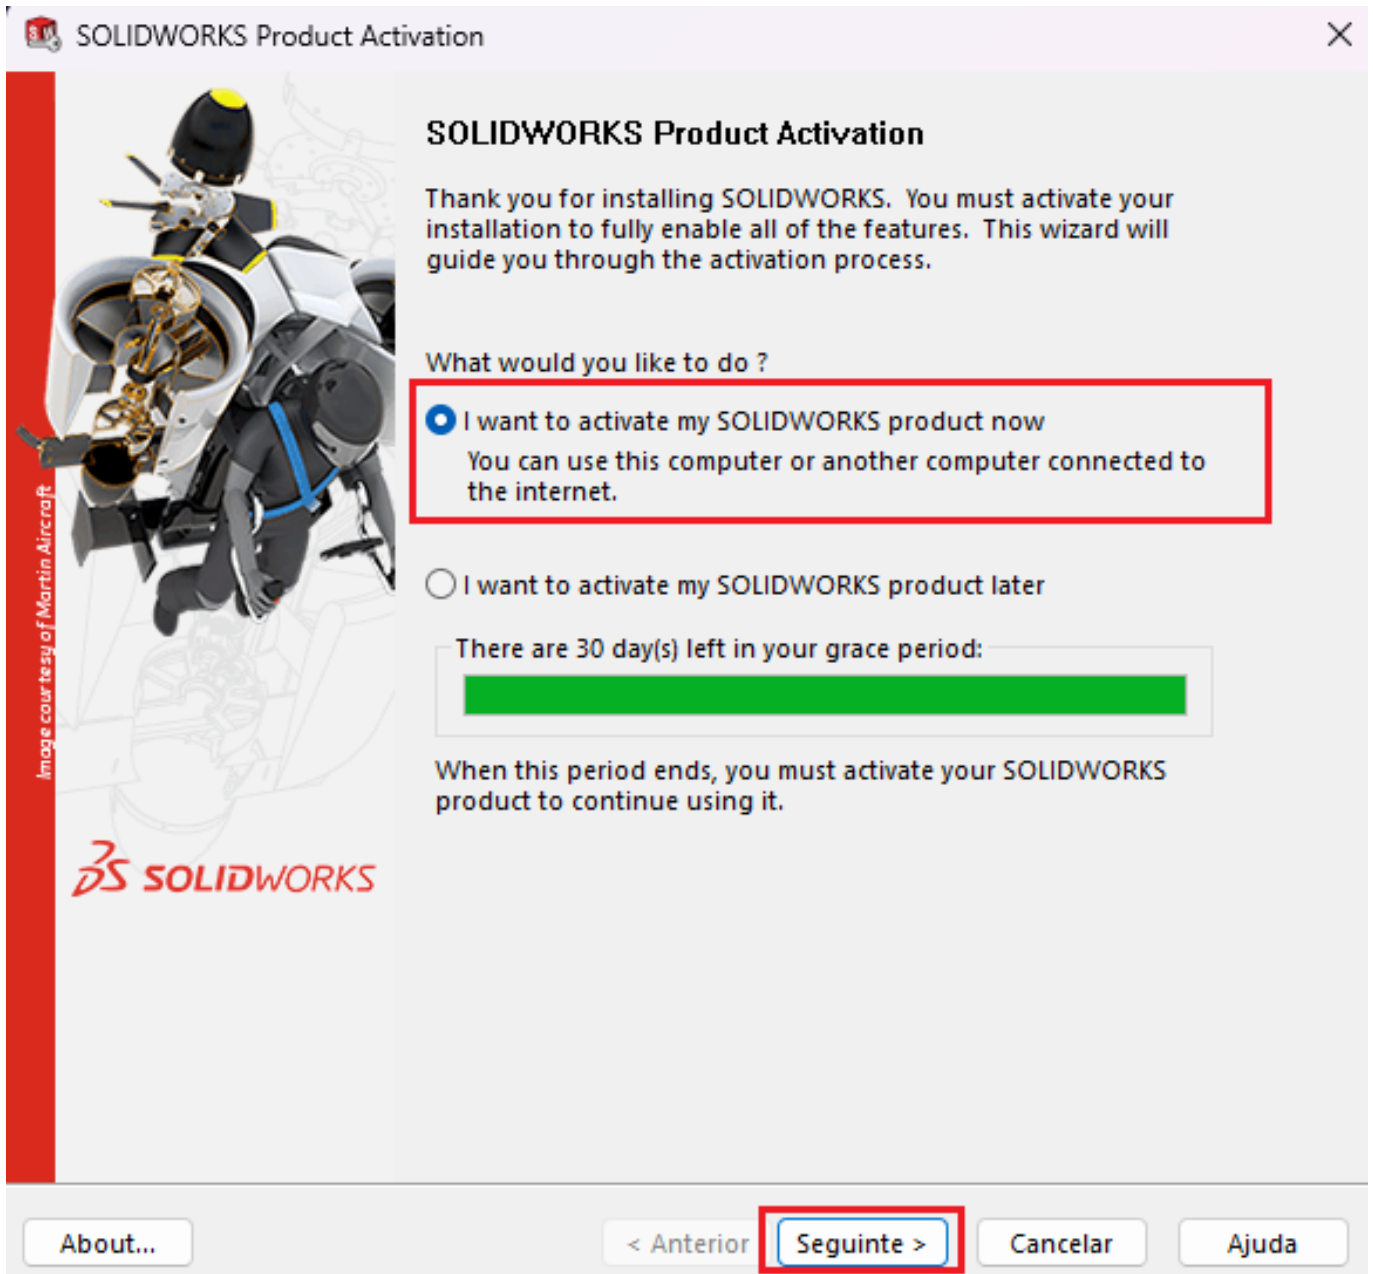 SOLIDWORKS Product Activation
SOLIDWORKS Product Activation
Thank you for installing SOLIDWORKS.  You must activate your
installation to fully enable all of the features.  This wizard will
guide you through the activation process.
What would you like to do ?
I want to activate my SOLIDWORKS product now
You can use this computer or another computer connected to
the internet.
I want to activate my SOLIDWORKS product later
There are 30 day(s) left in your grace period:
When this period ends, you must activate your SOLIDWORKS
product to continue using it.
Image courtesy of Martin Aircraft
3S SOLIDWORKS
About...
< Anterior
Seguinte >
Cancelar
Ajuda